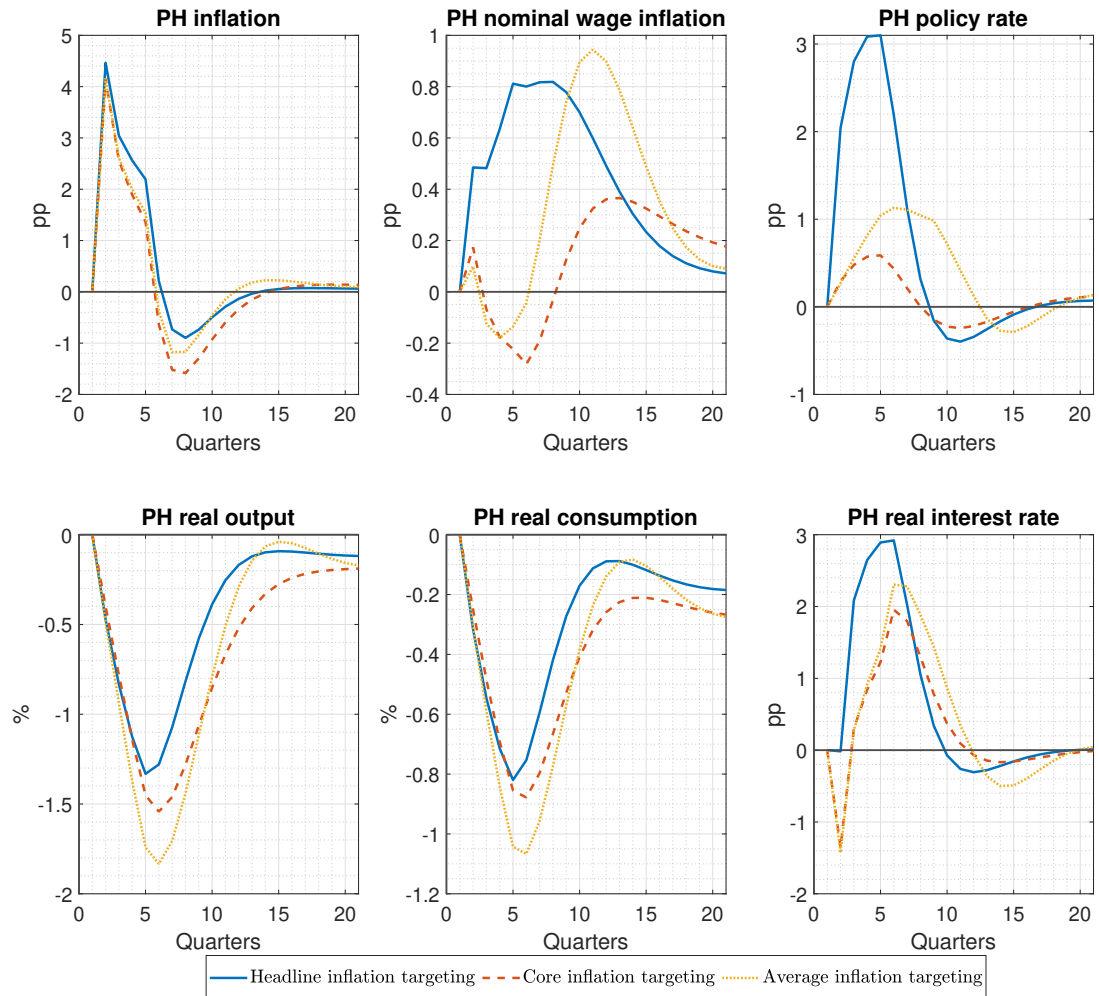 PH inflation
5
4
3
2
1
0
-1
-2
pp
0 5 10 15 20
Quarters
PH nominal wage inflation
1
0.8
0.6
0.4
0.2
0
-0.2
-0.4
pp
0 5 10 15 20
Quarters
PH policy rate
3
2
1
0
-1
pp
0 5 10 15 20
Quarters
PH real output
0
-0.5
-1
-1.5
-2
%
0 5 10 15 20
Quarters
PH real consumption
0
-0.2
-0.4
-0.6
-0.8
-1
-1.2
%
0 5 10 15 20
Quarters
PH real interest rate
3
2
1
0
-1
-2
pp
0 5 10 15 20
Quarters
Headline inflation targeting Core inflation targeting Average inflation targeting